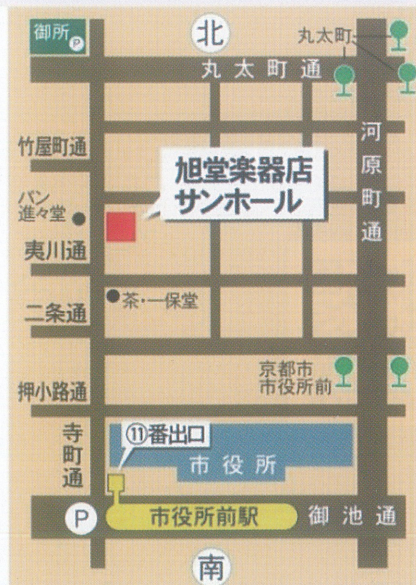 御所 P
北
丸太町
丸太町通
竹屋町通
河原町通
旭堂楽器店
サンホール
パン
進々堂
夷川通
茶・一保堂
二条通
京都市
市役所前
押小路通
寺町通
⑪番出口
市役所
P
市役所前駅
御池通
南